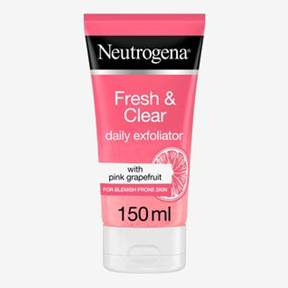 Neutrogena®
Fresh &
Clear
daily exfoliator
with
pink grapefruit
FOR BLEMISH PRONE SKIN
150ml